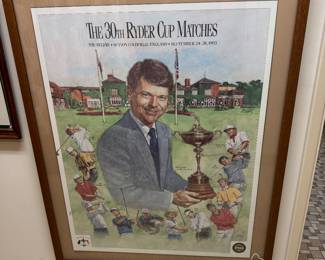 The 30th Ryder Cup Matches
The Belfry • Sutton Coldfield, England • September 24-26, 1993